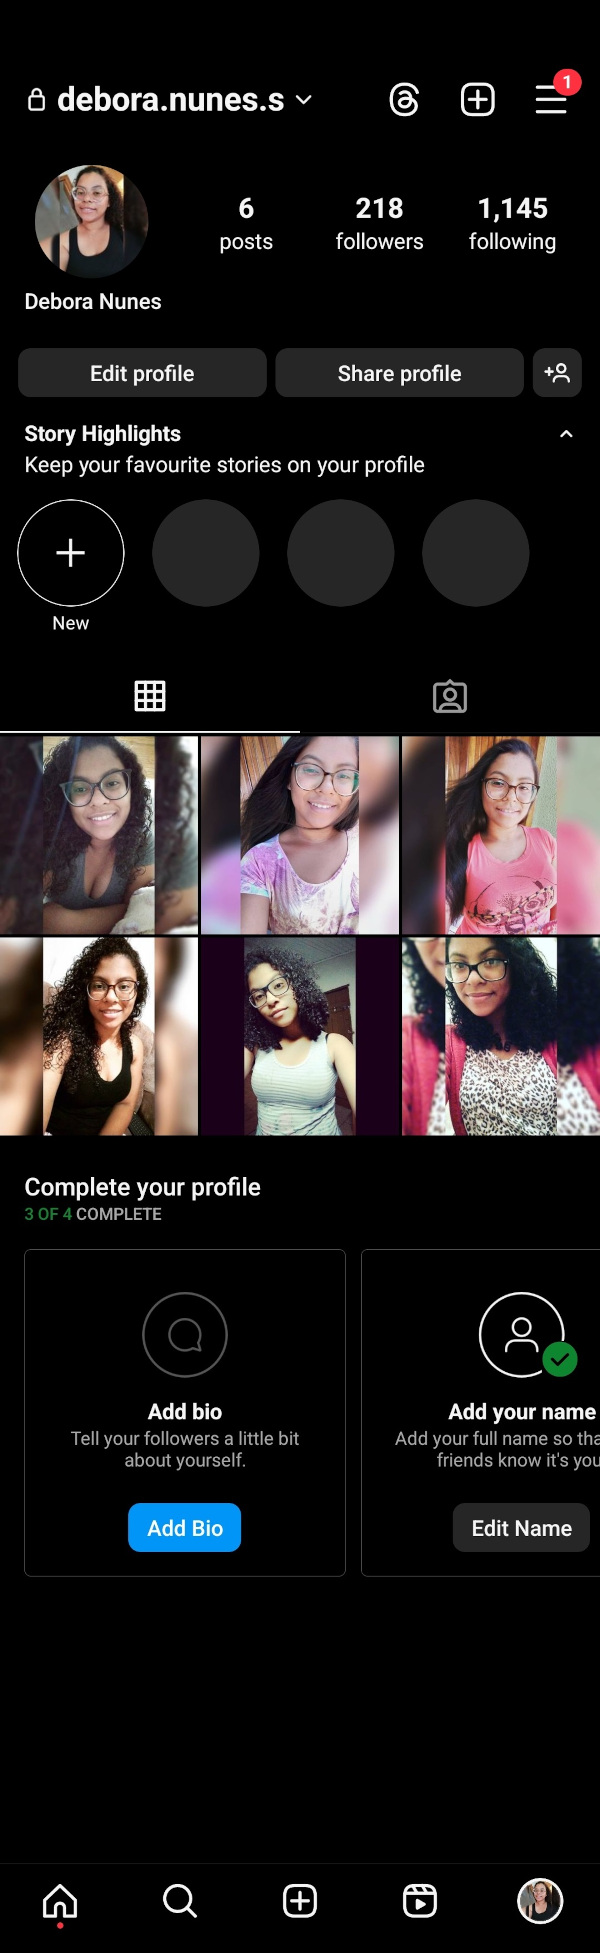 debora.nunes.s
1
6
posts
218
followers
1,145
following
Debora Nunes
Edit profile
Share profile
Story Highlights
Keep your favourite stories on your profile
New
Complete your profile
3 OF 4 COMPLETE
Add bio
Tell your followers a little bit
about yourself.
Add Bio
Add your name
Add your full name so
friends know it's you
Edit Name